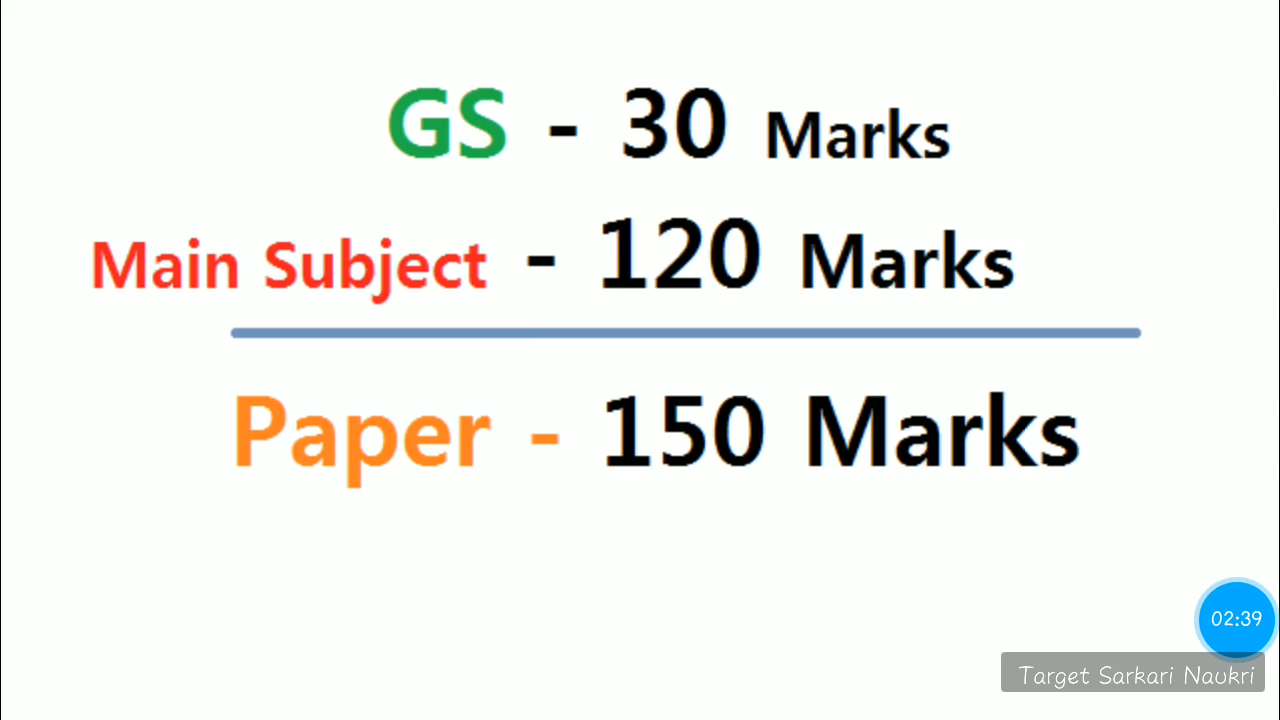 GS - 30 Marks
Main Subject - 120 Marks
Paper - 150 Marks
02:39
Target Sarkari Naukri